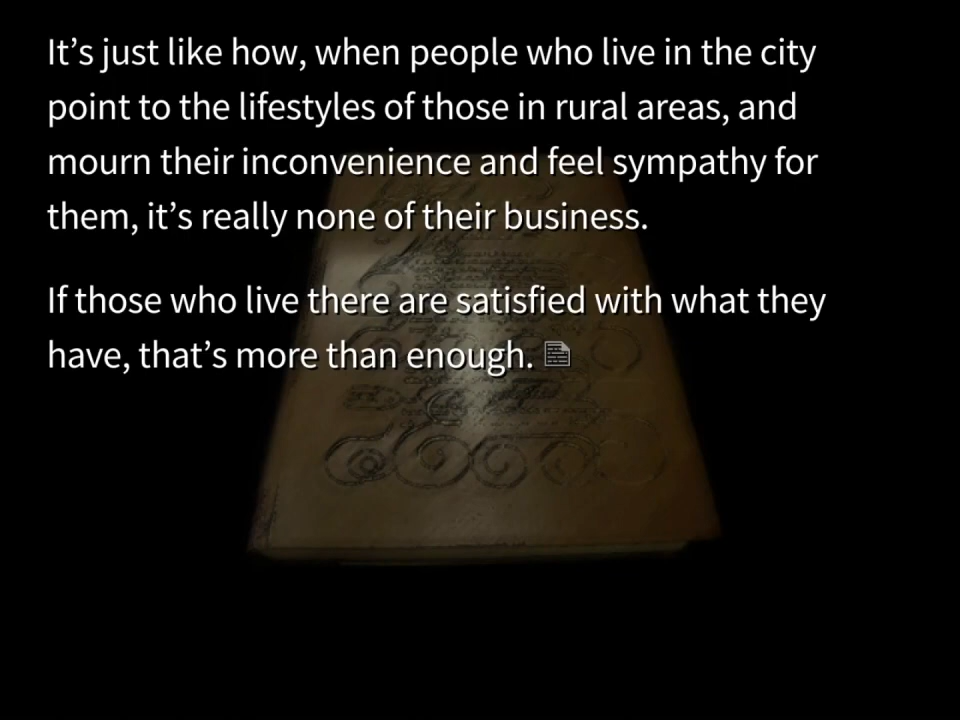 It’s just like how, when people who live in the city
point to the lifestyles of those in rural areas, and
mourn their inconvenience and feel sympathy for
them, it’s really none of their business.
If those who live there are satisfied with what they
have, that’s more than enough.